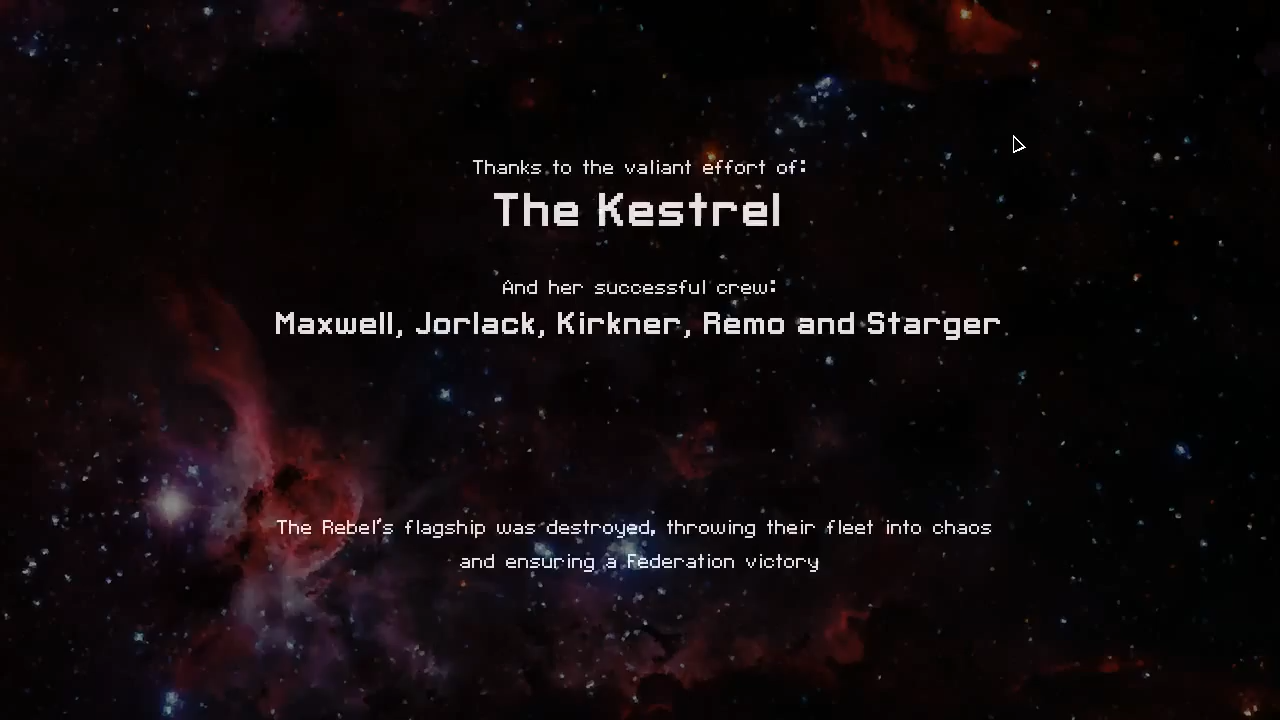 Thanks to the valiant effort of:
The Kestrel
And her successful crew:
Maxwell, Jorlack, Kirkner, Remo and Starger
The Rebel's flagship was destroyed, throwing their fleet into chaos
and ensuring a Federation victory